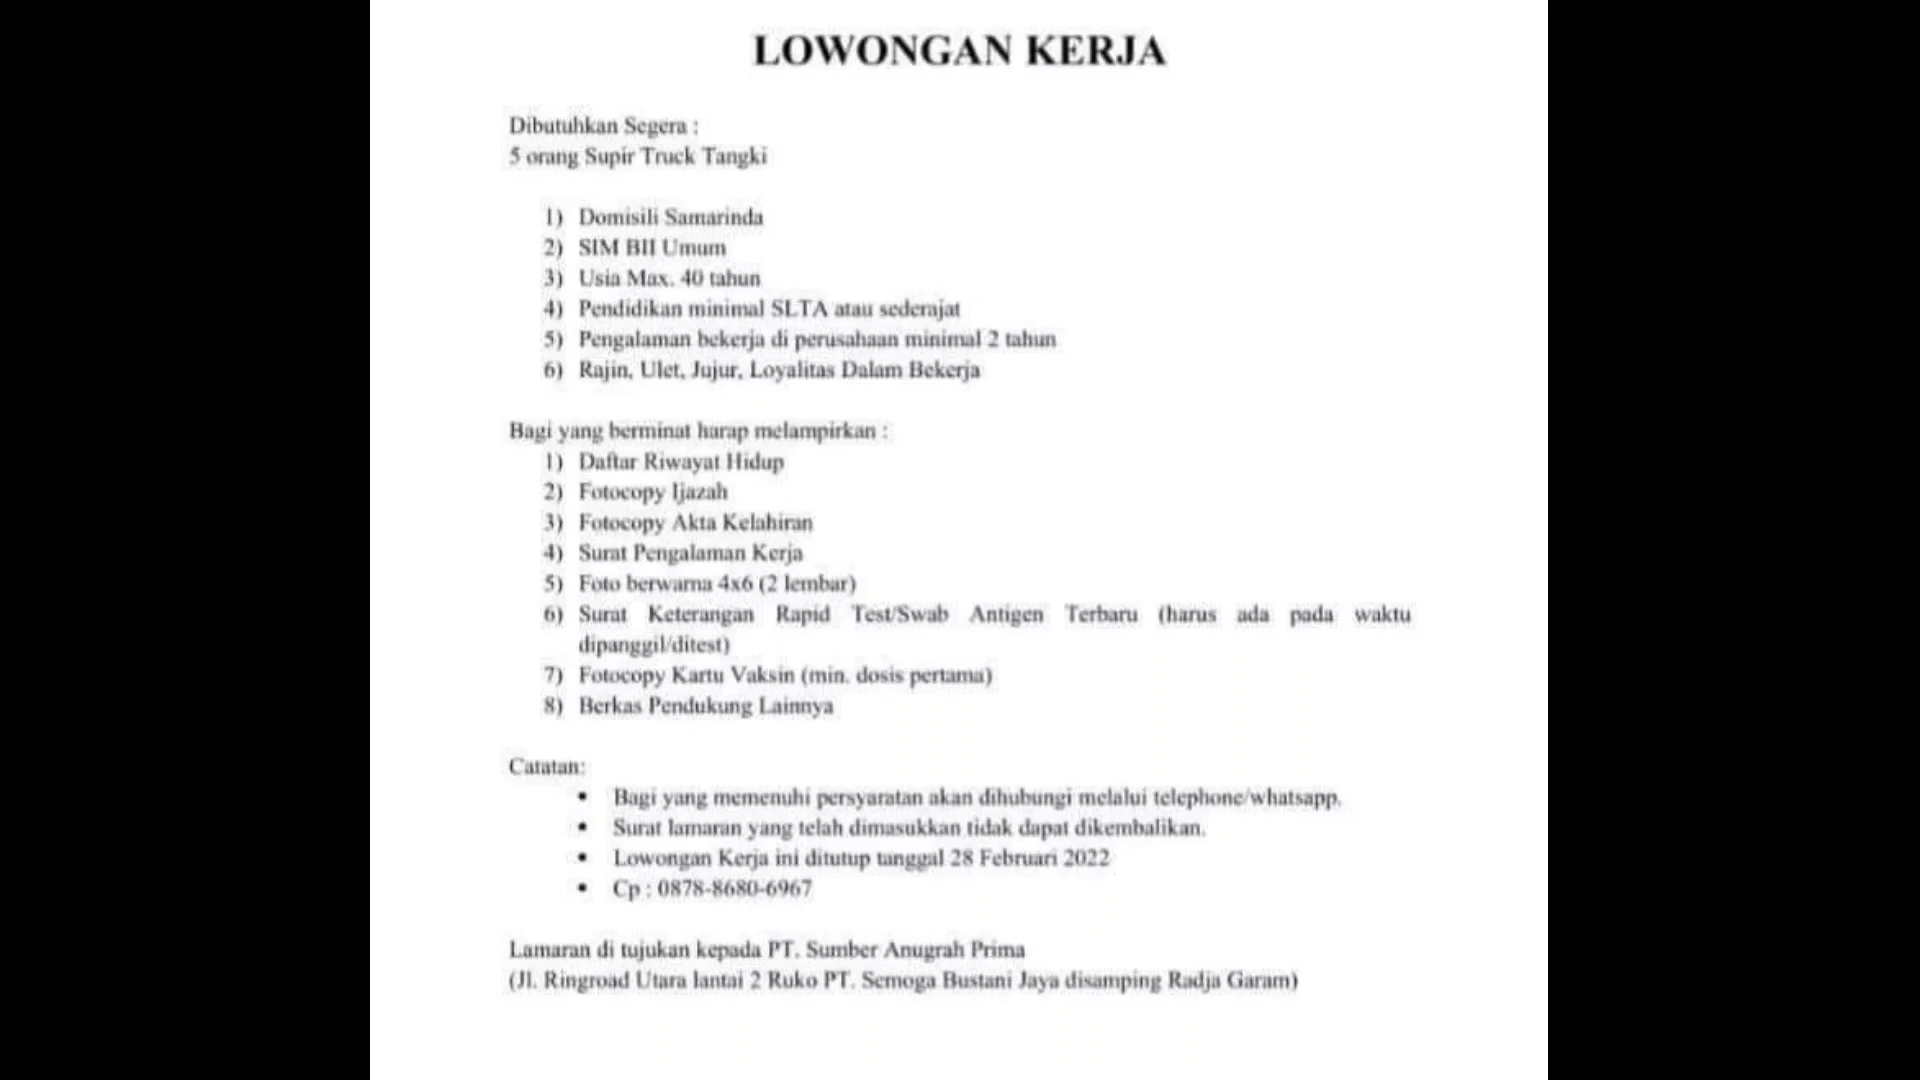 LOWONGAN KERJA
Dibutuhkan Segera :
5 orang Supir Truck Tangki
1) Domisili Samarinda
2) SIM BII Umum
3) Usia Max. 40 tahun
4) Pendidikan minimal SLTA atau sederajat
5) Pengalaman bekerja di perusahaan minimal 2 tahun
6) Rajin, Ulet, Jujur, Loyalitas Dalam Bekerja
Bagi yang berminat harap melampirkan :
1) Daftar Riwayat Hidup
2) Fotocopy Ijazah
3) Fotocopy Akta Kelahiran
4) Surat Pengalaman Kerja
5) Foto berwarna 4x6 (2 lembar)
6) Surat Keterangan Rapid Test/Swab Antigen Terbaru (harus ada pada waktu
dipanggil/ditest)
7) Fotocopy Kartu Vaksin (min. dosis pertama)
8) Berkas Pendukung Lainnya
Catatan:
• Bagi yang memenuhi persyaratan akan dihubungi melalui telephone/whatsapp.
• Surat lamaran yang telah dimasukkan tidak dapat dikembalikan.
• Lowongan Kerja ini ditutup tanggal 28 Februari 2022
• Cp : 0878-8680-6967
Lamaran di tujukan kepada PT. Sumber Anugrah Prima
(Jl. Ringroad Utara lantai 2 Ruko PT. Semoga Bustani Jaya disamping Radja Garam)